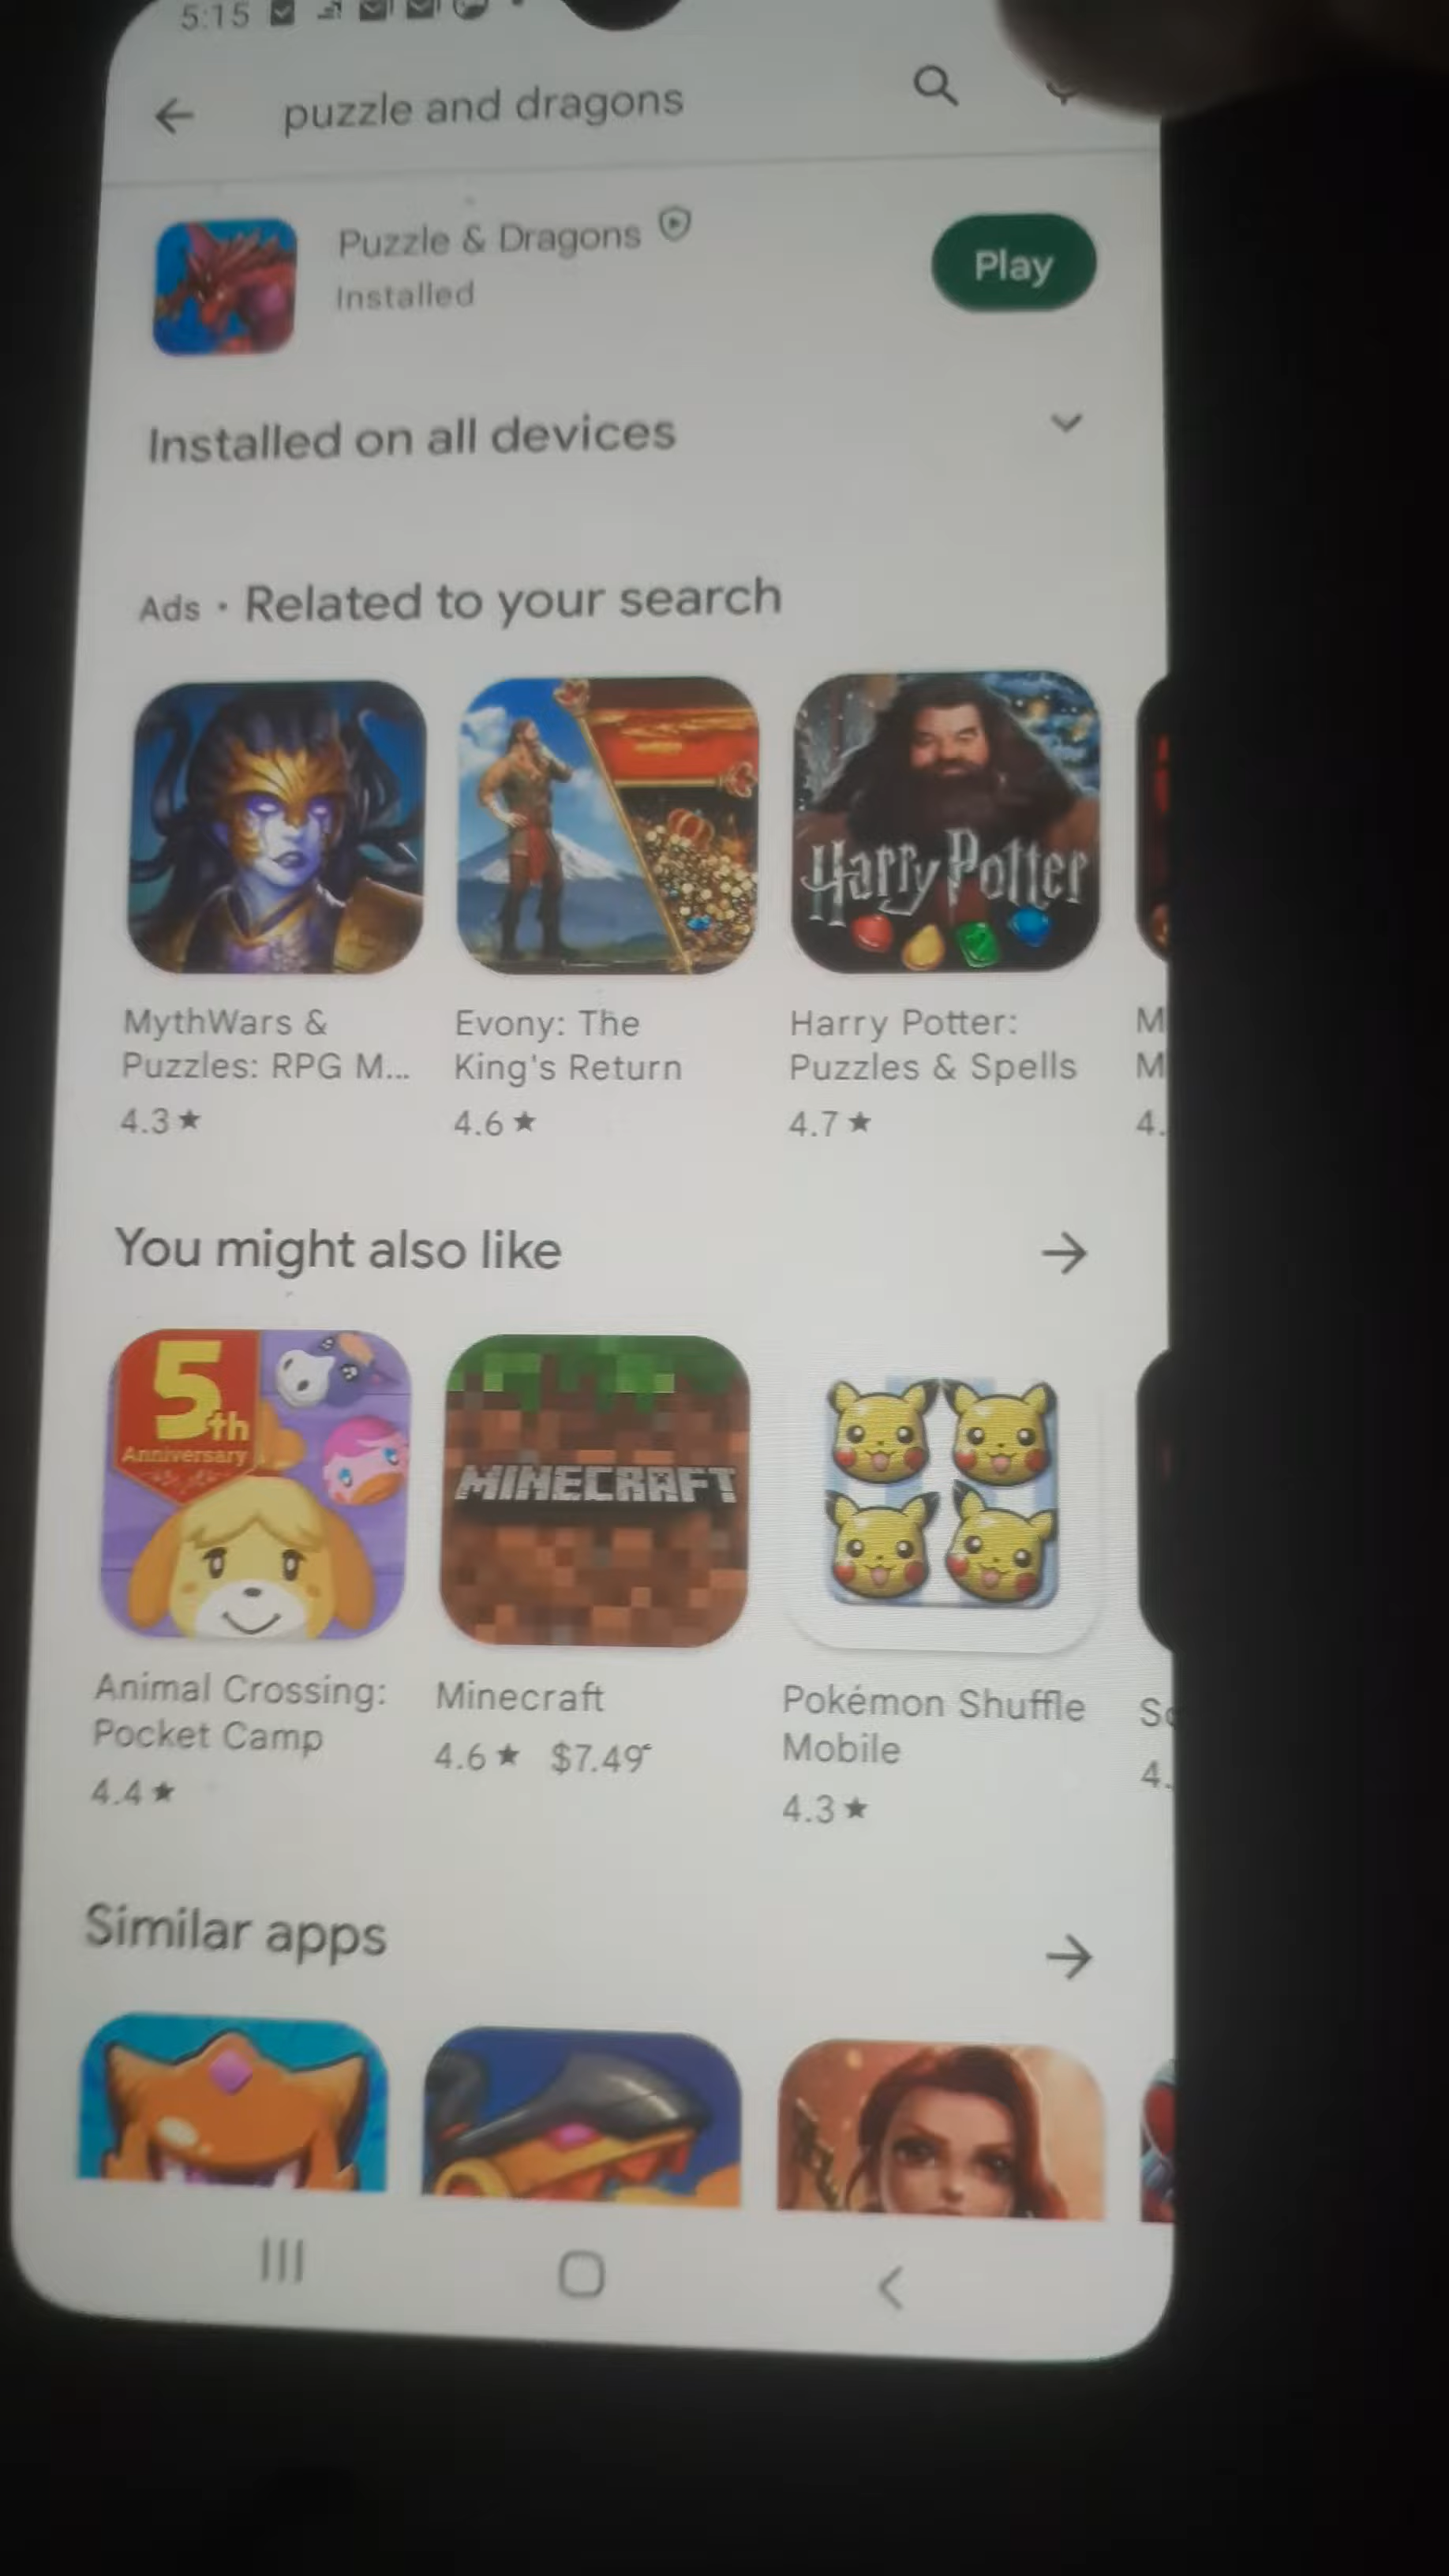 5:15
puzzle and dragons
Puzzle & Dragons
Installed
Play
Installed on all devices
Ads • Related to your search
Harry Potter
MythWars &
Puzzles: RPG M...
4.3★
Evony: The
King's Return
4.6★
Harry Potter:
Puzzles & Spells
4.7★
M
M
4.
You might also like
5th
Anniversary
MINECRAFT
Animal Crossing:
Pocket Camp
4.4★
Minecraft
4.6★ $7.49
Pokémon Shuffle
Mobile
4.3★
So
4.
Similar apps